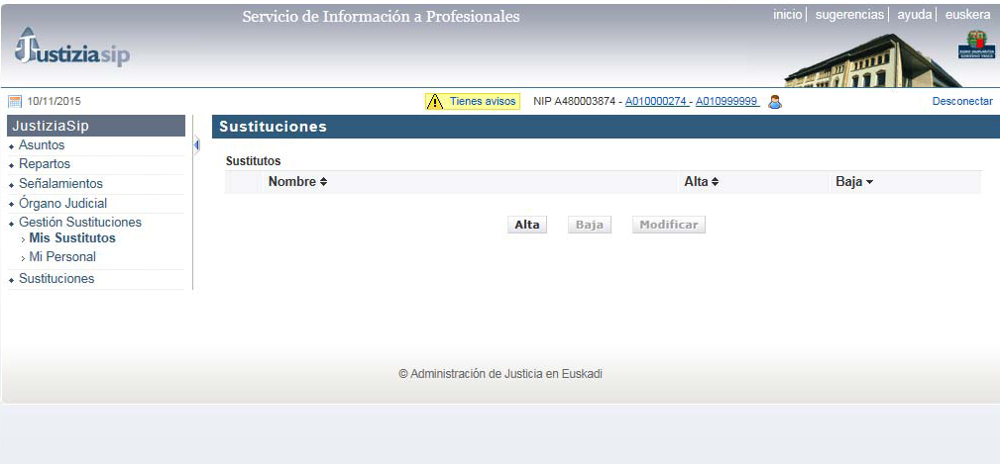 Servicio de Información a Profesionales
inicio | sugerencias | ayuda | euskera
Justiziasip
10/11/2015
Tienes avisos NIP A480003874 - A010000274 - A010999999 Desconectar
JustiziaSip
Asuntos
Repartos
Señalamientos
Órgano Judicial
Gestión Sustituciones
Mis Sustitutos
Mi Personal
Sustituciones
Sustituciones
Sustitutos
Nombre Alta Baja
Alta Baja Modificar
© Administración de Justicia en Euskadi